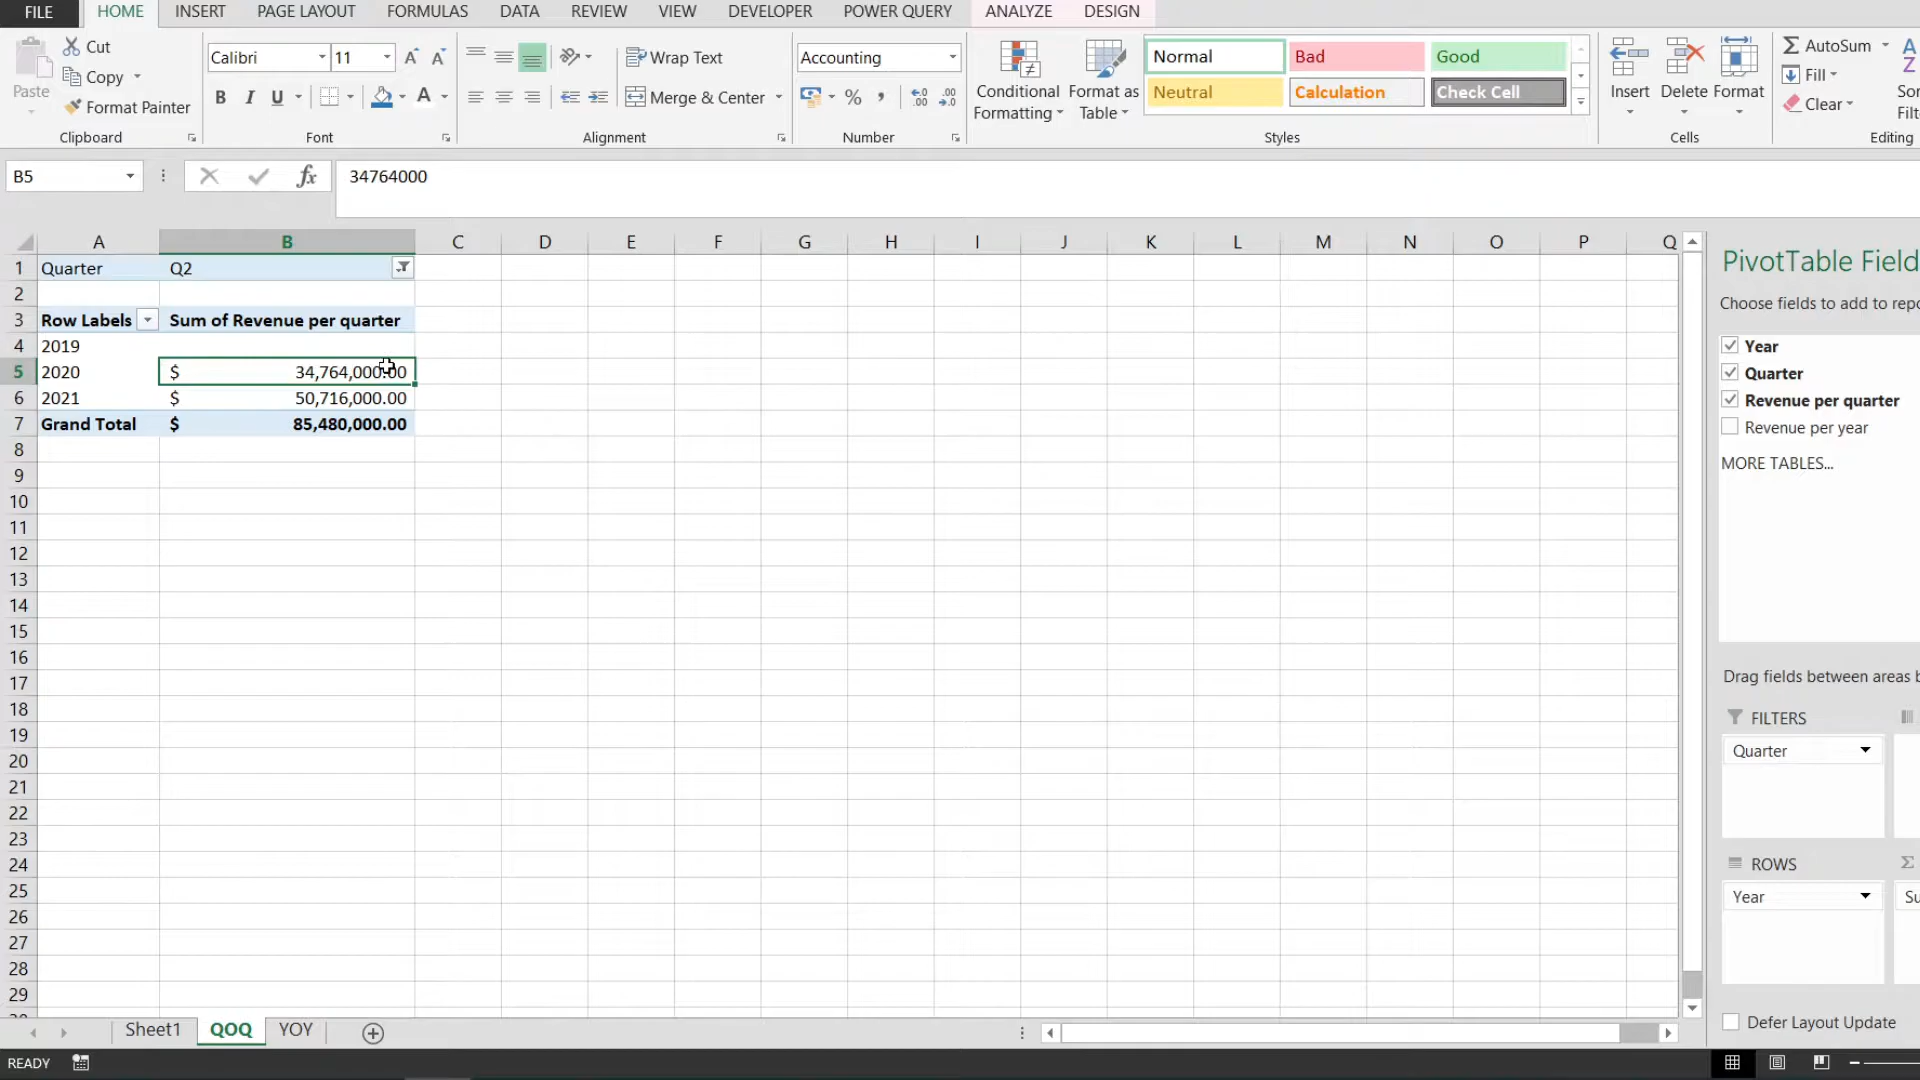 FILE HOME INSERT PAGE LAYOUT FORMULAS DATA REVIEW VIEW DEVELOPER POWER QUERY ANALYZE DESIGN
Paste
Cut
Copy
Format Painter
Clipboard
Calibri 11
B I U A
Font
Wrap Text
Merge & Center
Alignment
Accounting
% ,
Number
Conditional
Formatting
Format as
Table
Normal Bad Good
Neutral Calculation Check Cell
Styles
Insert Delete Format
Cells
AutoSum
Fill
Clear
Editing
B5 fx 34764000
A B C D E F G H I J K L M N O P Q
1 Quarter Q2
2
3 Row Labels Sum of Revenue per quarter
4 2019
5 2020 $ 34,764,000.00
6 2021 $ 50,716,000.00
7 Grand Total $ 85,480,000.00
8
9
10
11
12
13
14
15
16
17
18
19
20
21
22
23
24
25
26
27
28
29
PivotTable Field
Choose fields to add to repo
Year
Quarter
Revenue per quarter
Revenue per year
MORE TABLES...
Drag fields between areas b
FILTERS
Quarter
ROWS Σ
Year Su
Defer Layout Update
Sheet1 QOQ YOY
READY